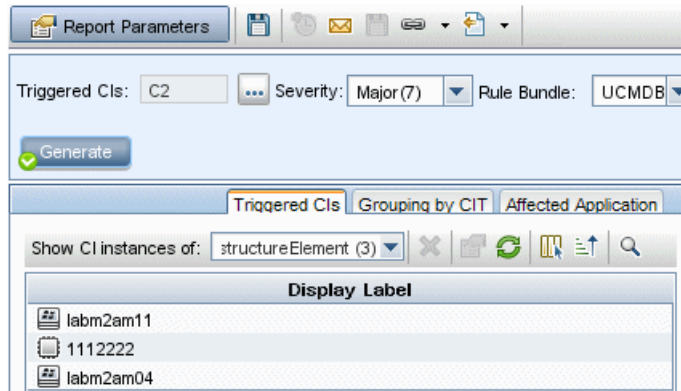 Report Parameters
Triggered CIs: C2 ... Severity: Major (7) Rule Bundle: UCMDB
Generate
Triggered CIs Grouping by CIT Affected Application
Show CI instances of: structureElement (3)
Display Label
labm2am11
1112222
labm2am04